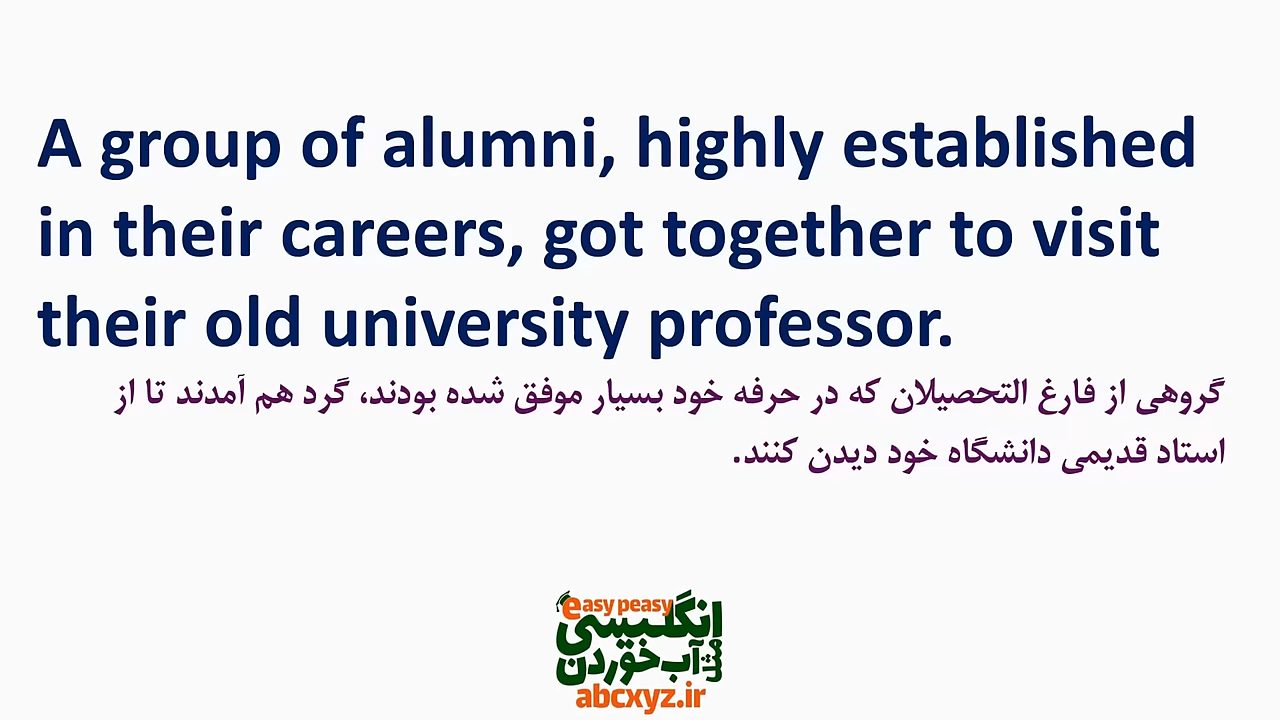 A group of alumni, highly established
in their careers, got together to visit
their old university professor.
گروهی از فارغ التحصیلان که در حرفه خود بسیار موفق شده بودند، گرد هم آمدند تا از
استاد قدیمی دانشگاه خود دیدن کنند.
easy peasy
انگلیسی
مثل آب خوردن
abcxyz.ir